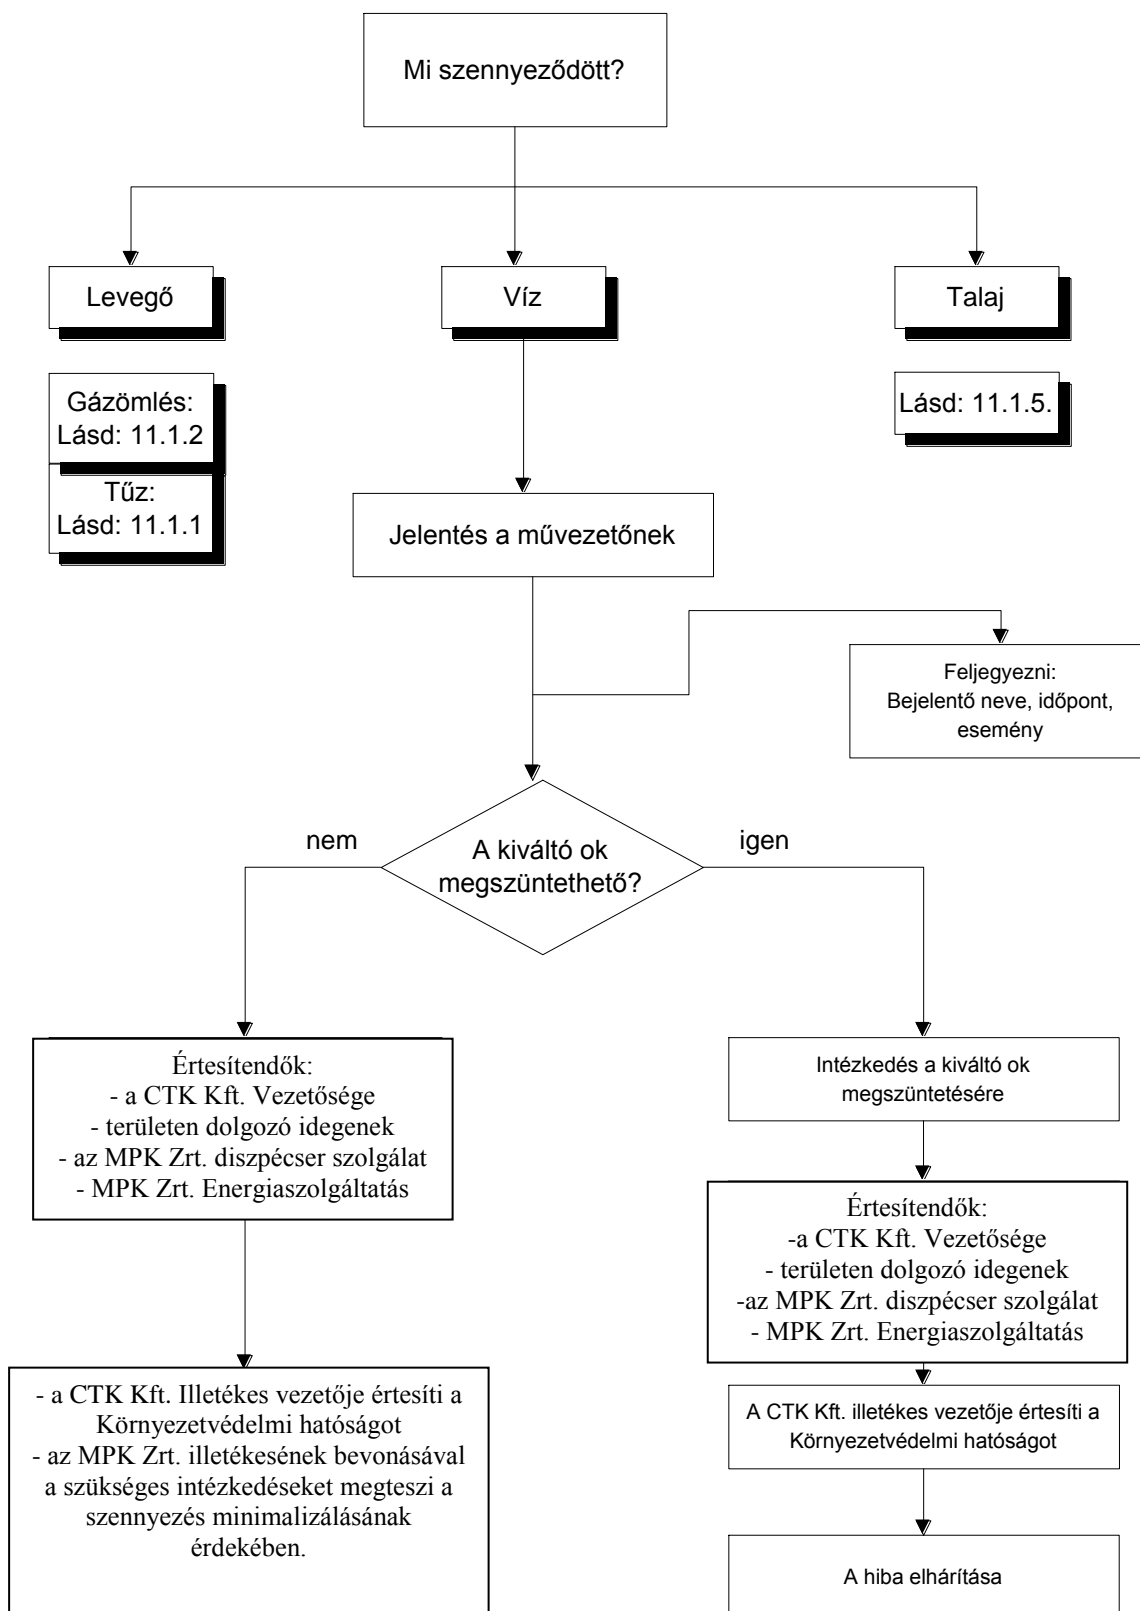 Mi szennyeződött?
Levegő
Víz
Talaj
Gázömlés:
Lásd: 11.1.2
Lásd: 11.1.5.
Tűz:
Lásd: 11.1.1
Jelentés a művezetőnek
Feljegyezni:
Bejelentő neve, időpont,
esemény
nem
igen
A kiváltó ok
megszüntethető?
Értesítendők:
- a CTK Kft. Vezetősége
- területen dolgozó idegenek
- az MPK Zrt. diszpécser szolgálat
- MPK Zrt. Energiaszolgáltatás
Intézkedés a kiváltó ok
megszüntetésére
Értesítendők:
-a CTK Kft. Vezetősége
- területen dolgozó idegenek
-az MPK Zrt. diszpécser szolgálat
- MPK Zrt. Energiaszolgáltatás
- a CTK Kft. Illetékes vezetője értesíti a
Környezetvédelmi hatóságot
- az MPK Zrt. illetékesének bevonásával
a szükséges intézkedéseket megteszi a
szennyezés minimalizálásának
érdekében.
A CTK Kft. illetékes vezetője értesíti a
Környezetvédelmi hatóságot
A hiba elhárítása